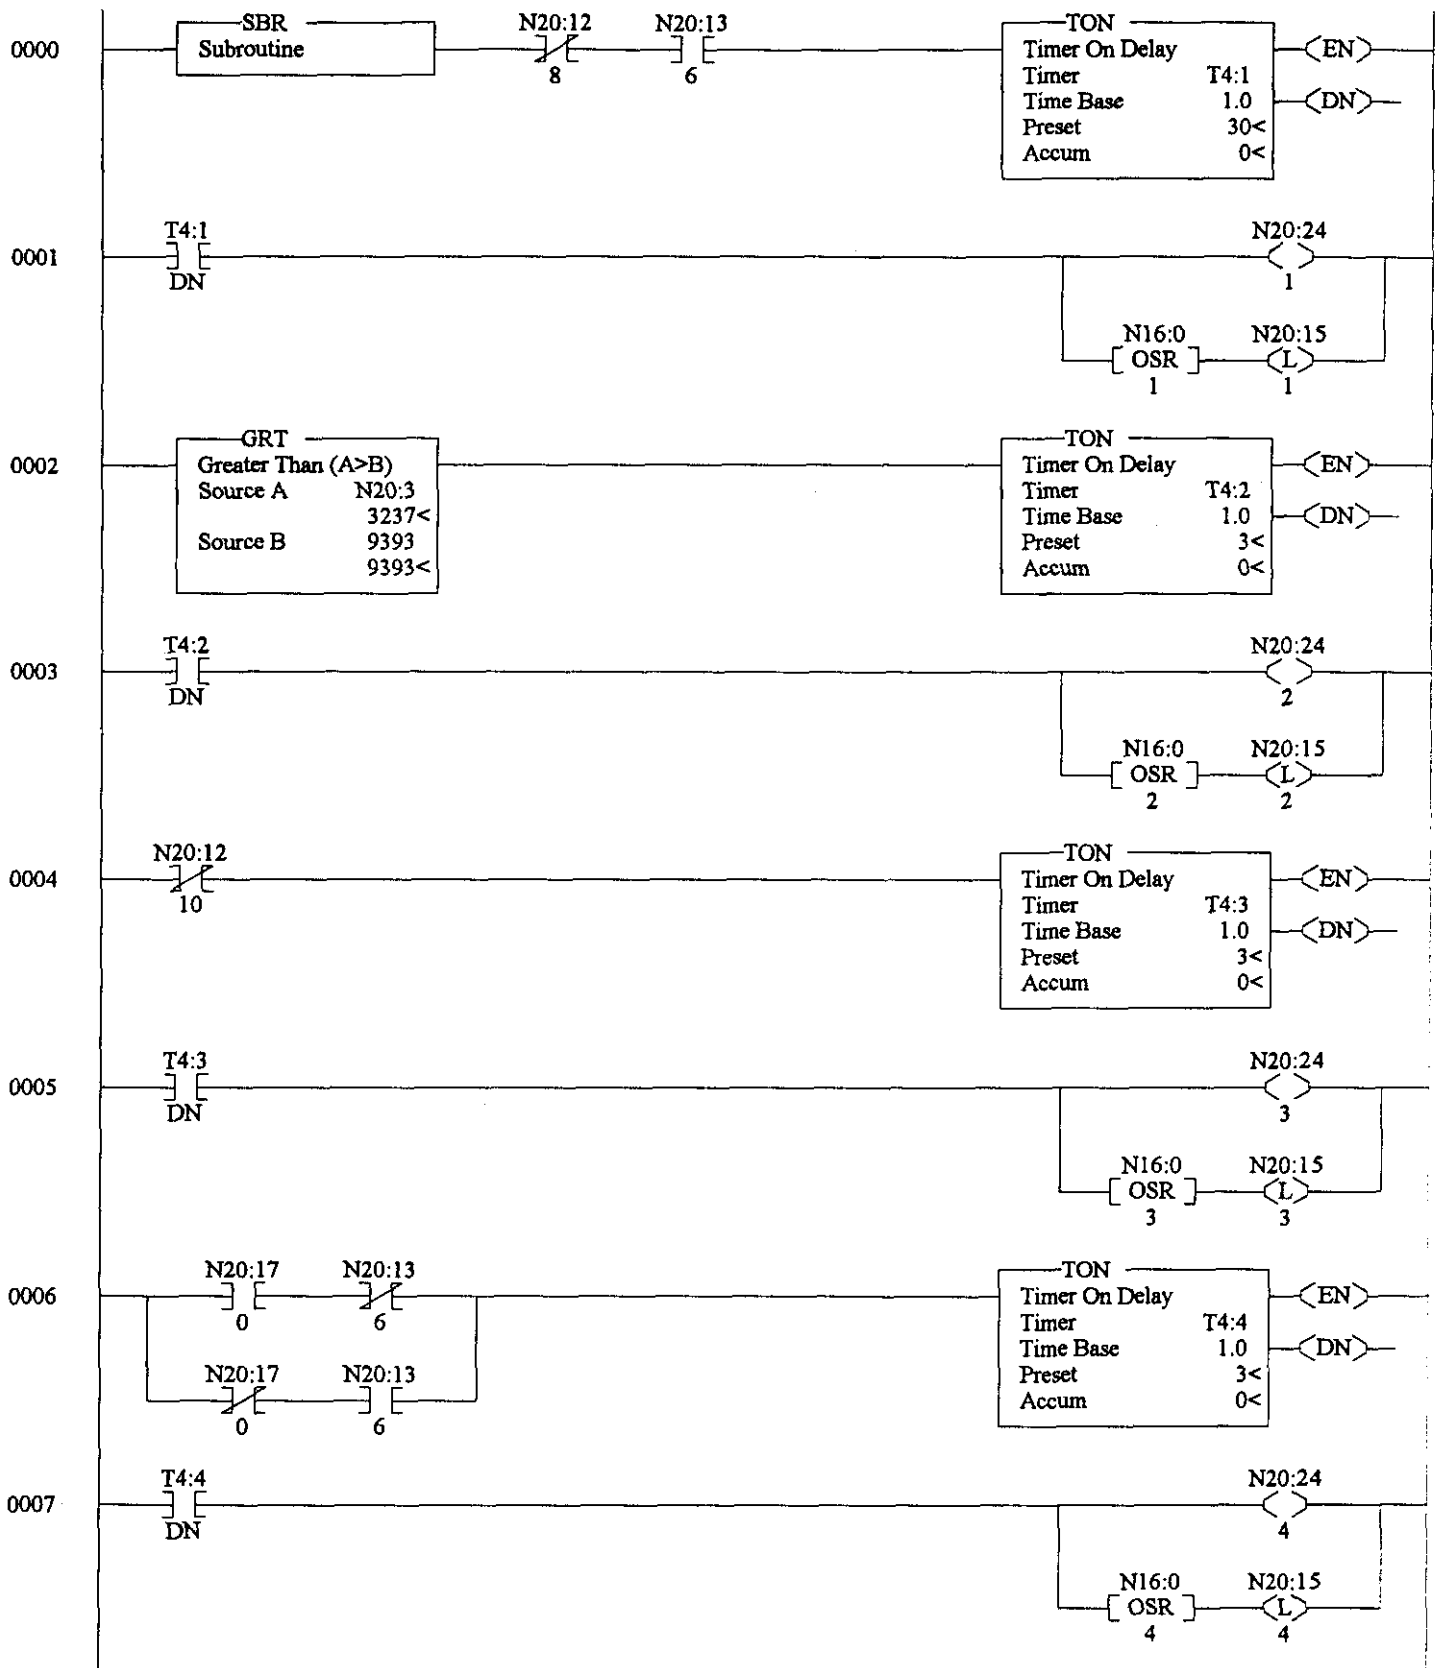 SBR
N20:12
N20:13
TON
0000
Subroutine
8
6
Timer On Delay
EN
Timer T4:1
Time Base 1.0
DN
Preset 30<
Accum 0<
T4:1
N20:24
0001
DN
1
N16:0
N20:15
OSR
L
1
1
GRT
TON
0002
Greater Than (A>B)
Source A N20:3
3237<
Source B 9393
9393<
Timer On Delay
EN
Timer T4:2
Time Base 1.0
DN
Preset 3<
Accum 0<
T4:2
N20:24
0003
DN
2
N16:0
N20:15
OSR
L
2
2
N20:12
TON
0004
10
Timer On Delay
EN
Timer T4:3
Time Base 1.0
DN
Preset 3<
Accum 0<
T4:3
N20:24
0005
DN
3
N16:0
N20:15
OSR
L
3
3
N20:17
N20:13
TON
0006
0
6
N20:17
N20:13
0
6
Timer On Delay
EN
Timer T4:4
Time Base 1.0
DN
Preset 3<
Accum 0<
T4:4
N20:24
0007
DN
4
N16:0
N20:15
OSR
L
4
4